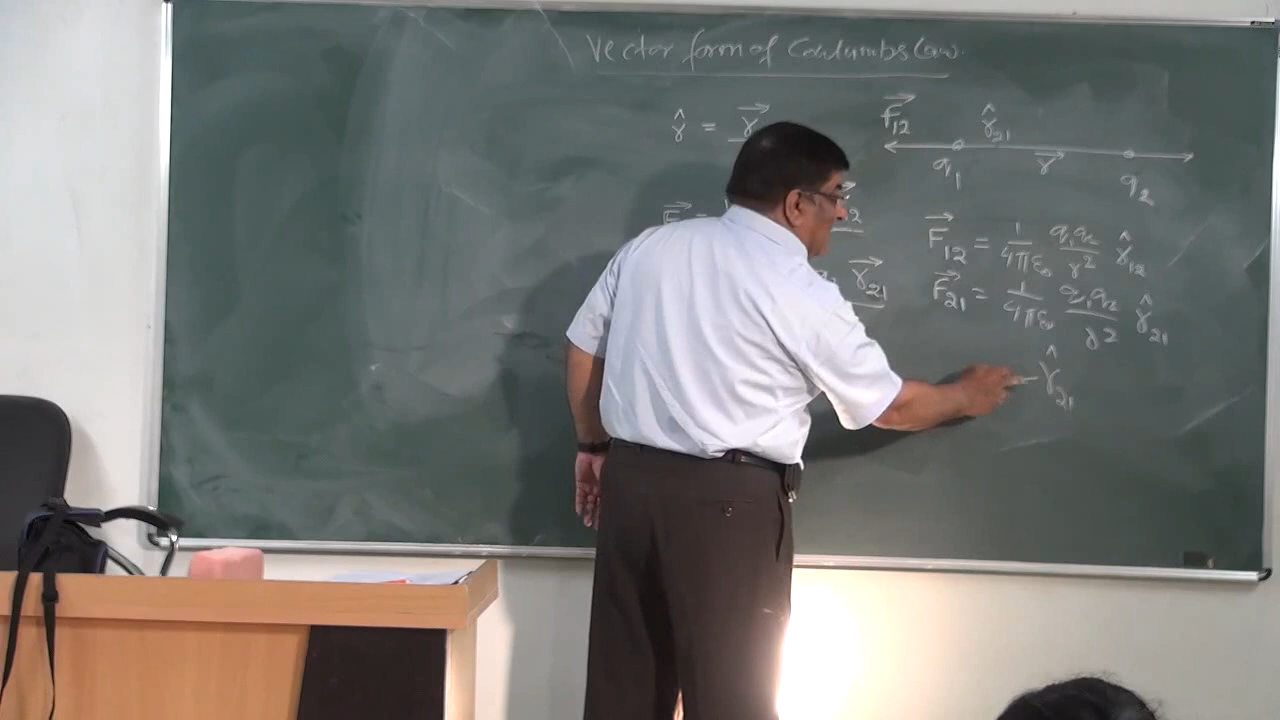 Vector form of Coulumbs Law.
r̂ = r⃗
F⃗₁₂ r̂₂₁
q₁ r⃗ q₂
F⃗ =
r⃗₂₁
F⃗₁₂ = 1/4πε₀ q₁q₂/r² r̂₁₂
F⃗₂₁ = 1/4πε₀ q₁q₂/r² r̂₂₁
- r̂₂₁